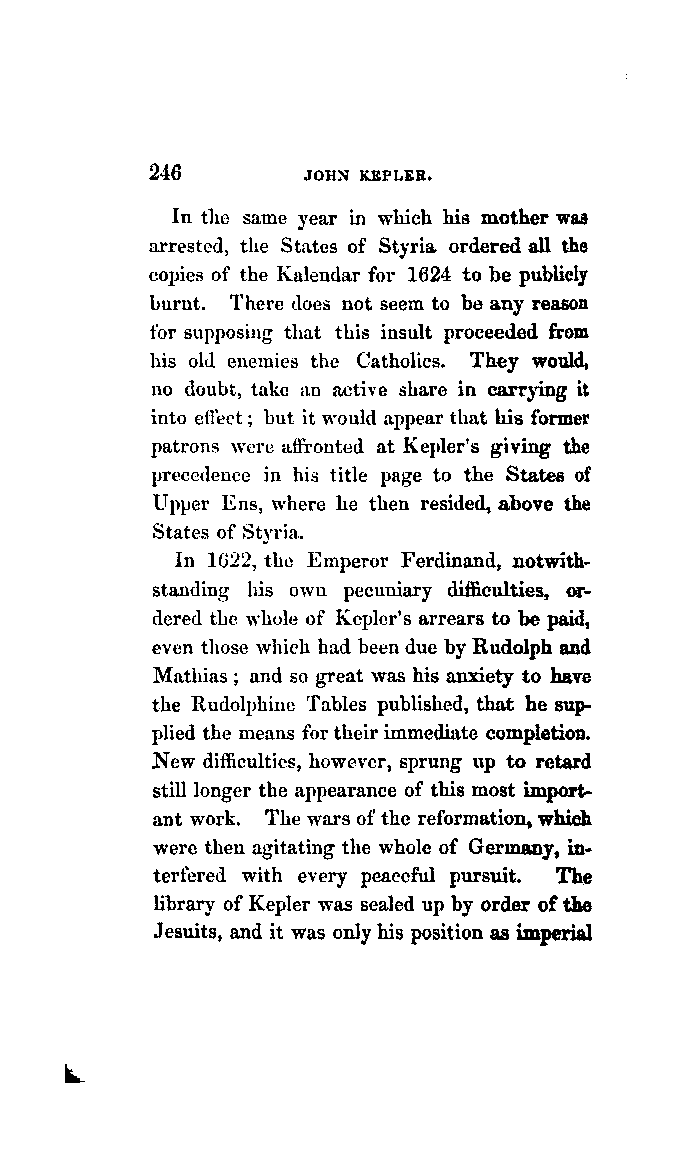 246 JOHN KEPLER.
In the same year in which his mother was
arrested, the States of Styria ordered all the
copies of the Kalendar for 1624 to be publicly
burnt. There does not seem to be any reason
for supposing that this insult proceeded from
his old enemies the Catholics. They would,
no doubt, take an active share in carrying it
into effect; but it would appear that his former
patrons were affronted at Kepler's giving the
precedence in his title page to the States of
Upper Ens, where he then resided, above the
States of Styria.
In 1622, the Emperor Ferdinand, notwith-
standing his own pecuniary difficulties, or-
dered the whole of Kepler's arrears to be paid,
even those which had been due by Rudolph and
Mathias; and so great was his anxiety to have
the Rudolphine Tables published, that he sup-
plied the means for their immediate completion.
New difficulties, however, sprung up to retard
still longer the appearance of this most import-
ant work. The wars of the reformation, which
were then agitating the whole of Germany, in-
terfered with every peaceful pursuit. The
library of Kepler was sealed up by order of the
Jesuits, and it was only his position as imperial